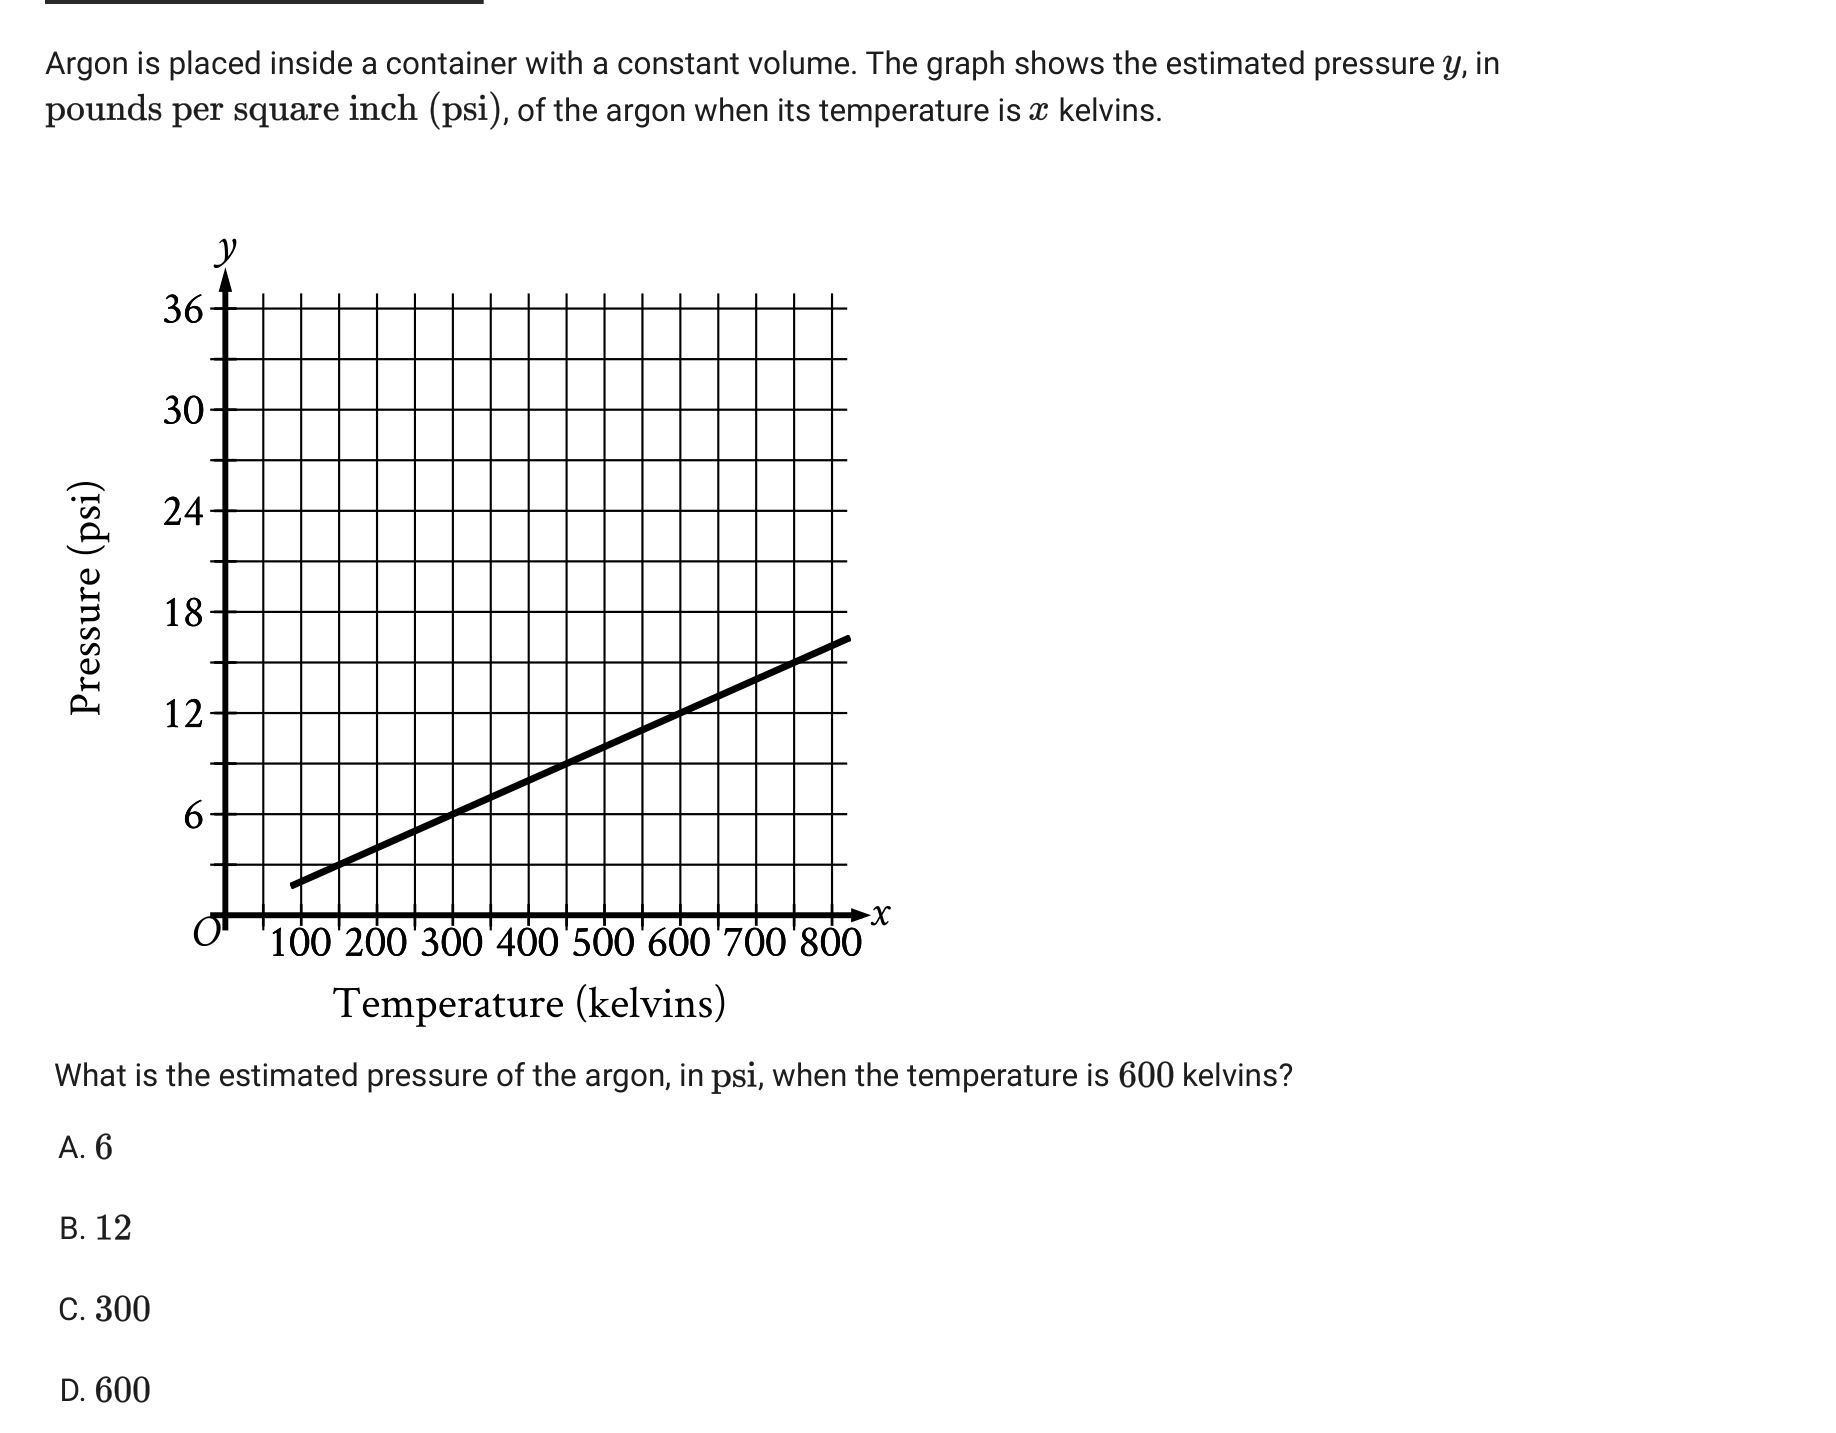 Argon is placed inside a container with a constant volume. The graph shows the estimated pressure y, in
pounds per square inch (psi), of the argon when its temperature is x kelvins.
y
36
30
24
18
12
6
Pressure (psi)
O
100 200 300 400 500 600 700 800
x
Temperature (kelvins)
What is the estimated pressure of the argon, in psi, when the temperature is 600 kelvins?
A. 6
B. 12
C. 300
D. 600